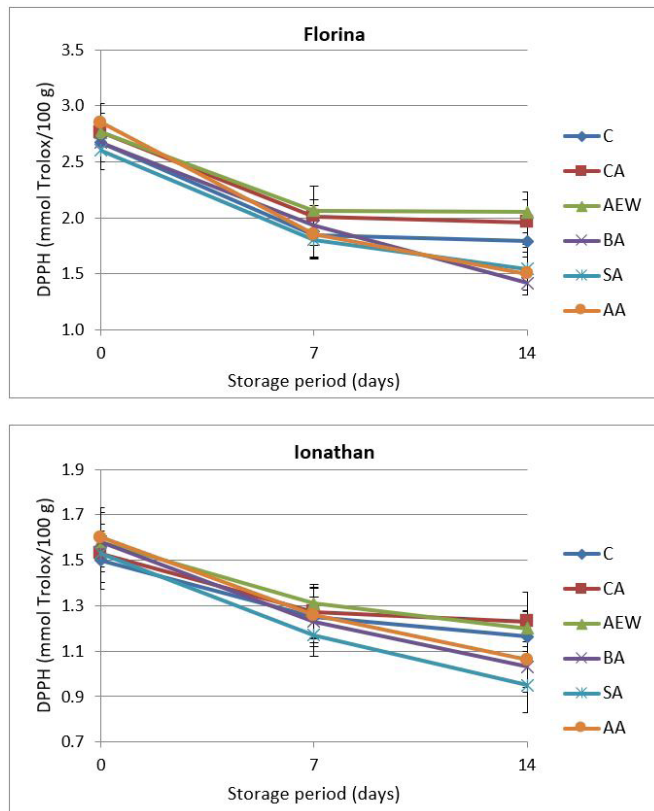 Florina
3.5
3.0
2.5
2.0
1.5
1.0
DPPH (mmol Trolox/100 g)
0 7 14
Storage period (days)
C
CA
AEW
BA
SA
AA
Ionathan
1.9
1.7
1.5
1.3
1.1
0.9
0.7
DPPH (mmol Trolox/100 g)
0 7 14
Storage period (days)
C
CA
AEW
BA
SA
AA